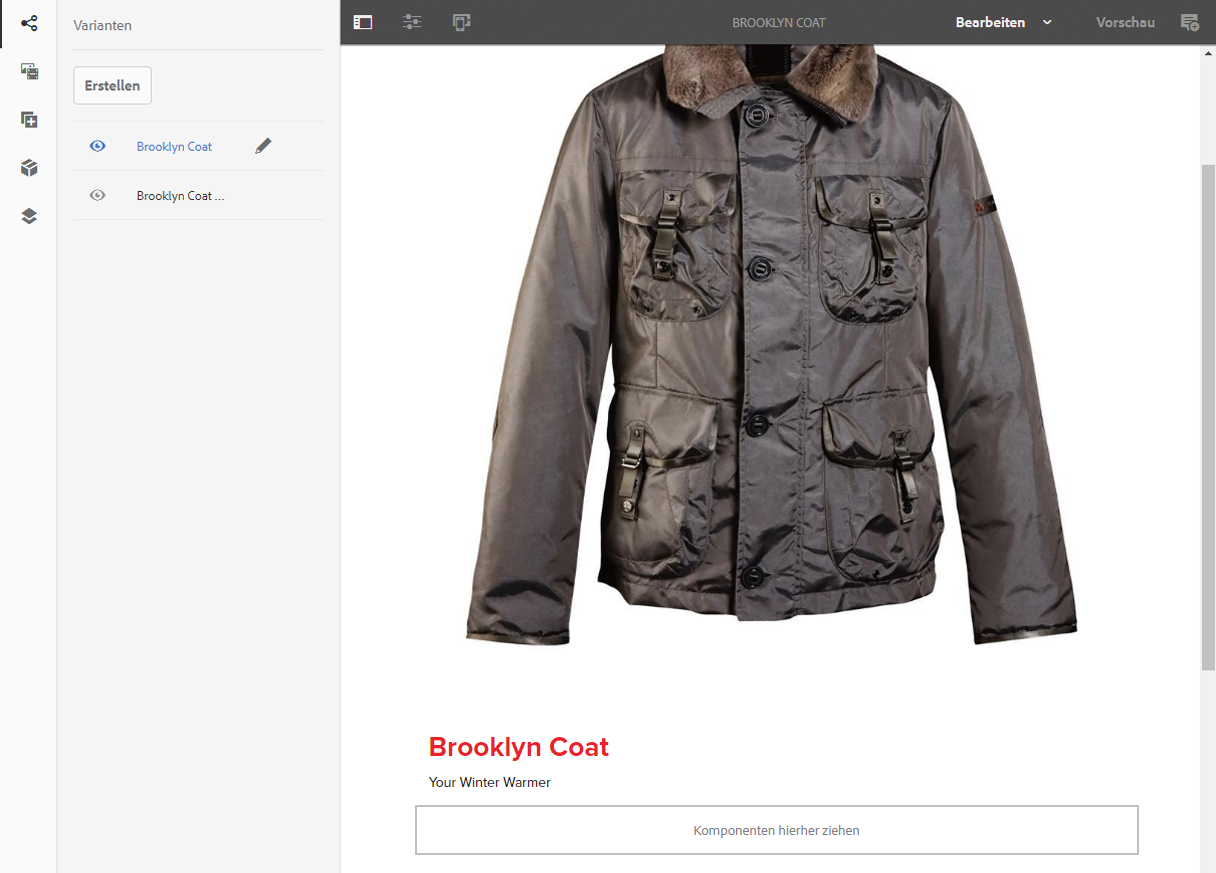 Varianten
BROOKLYN COAT
Bearbeiten
Vorschau
Erstellen
Brooklyn Coat
Brooklyn Coat ...
Brooklyn Coat
Your Winter Warmer
Komponenten hierher ziehen